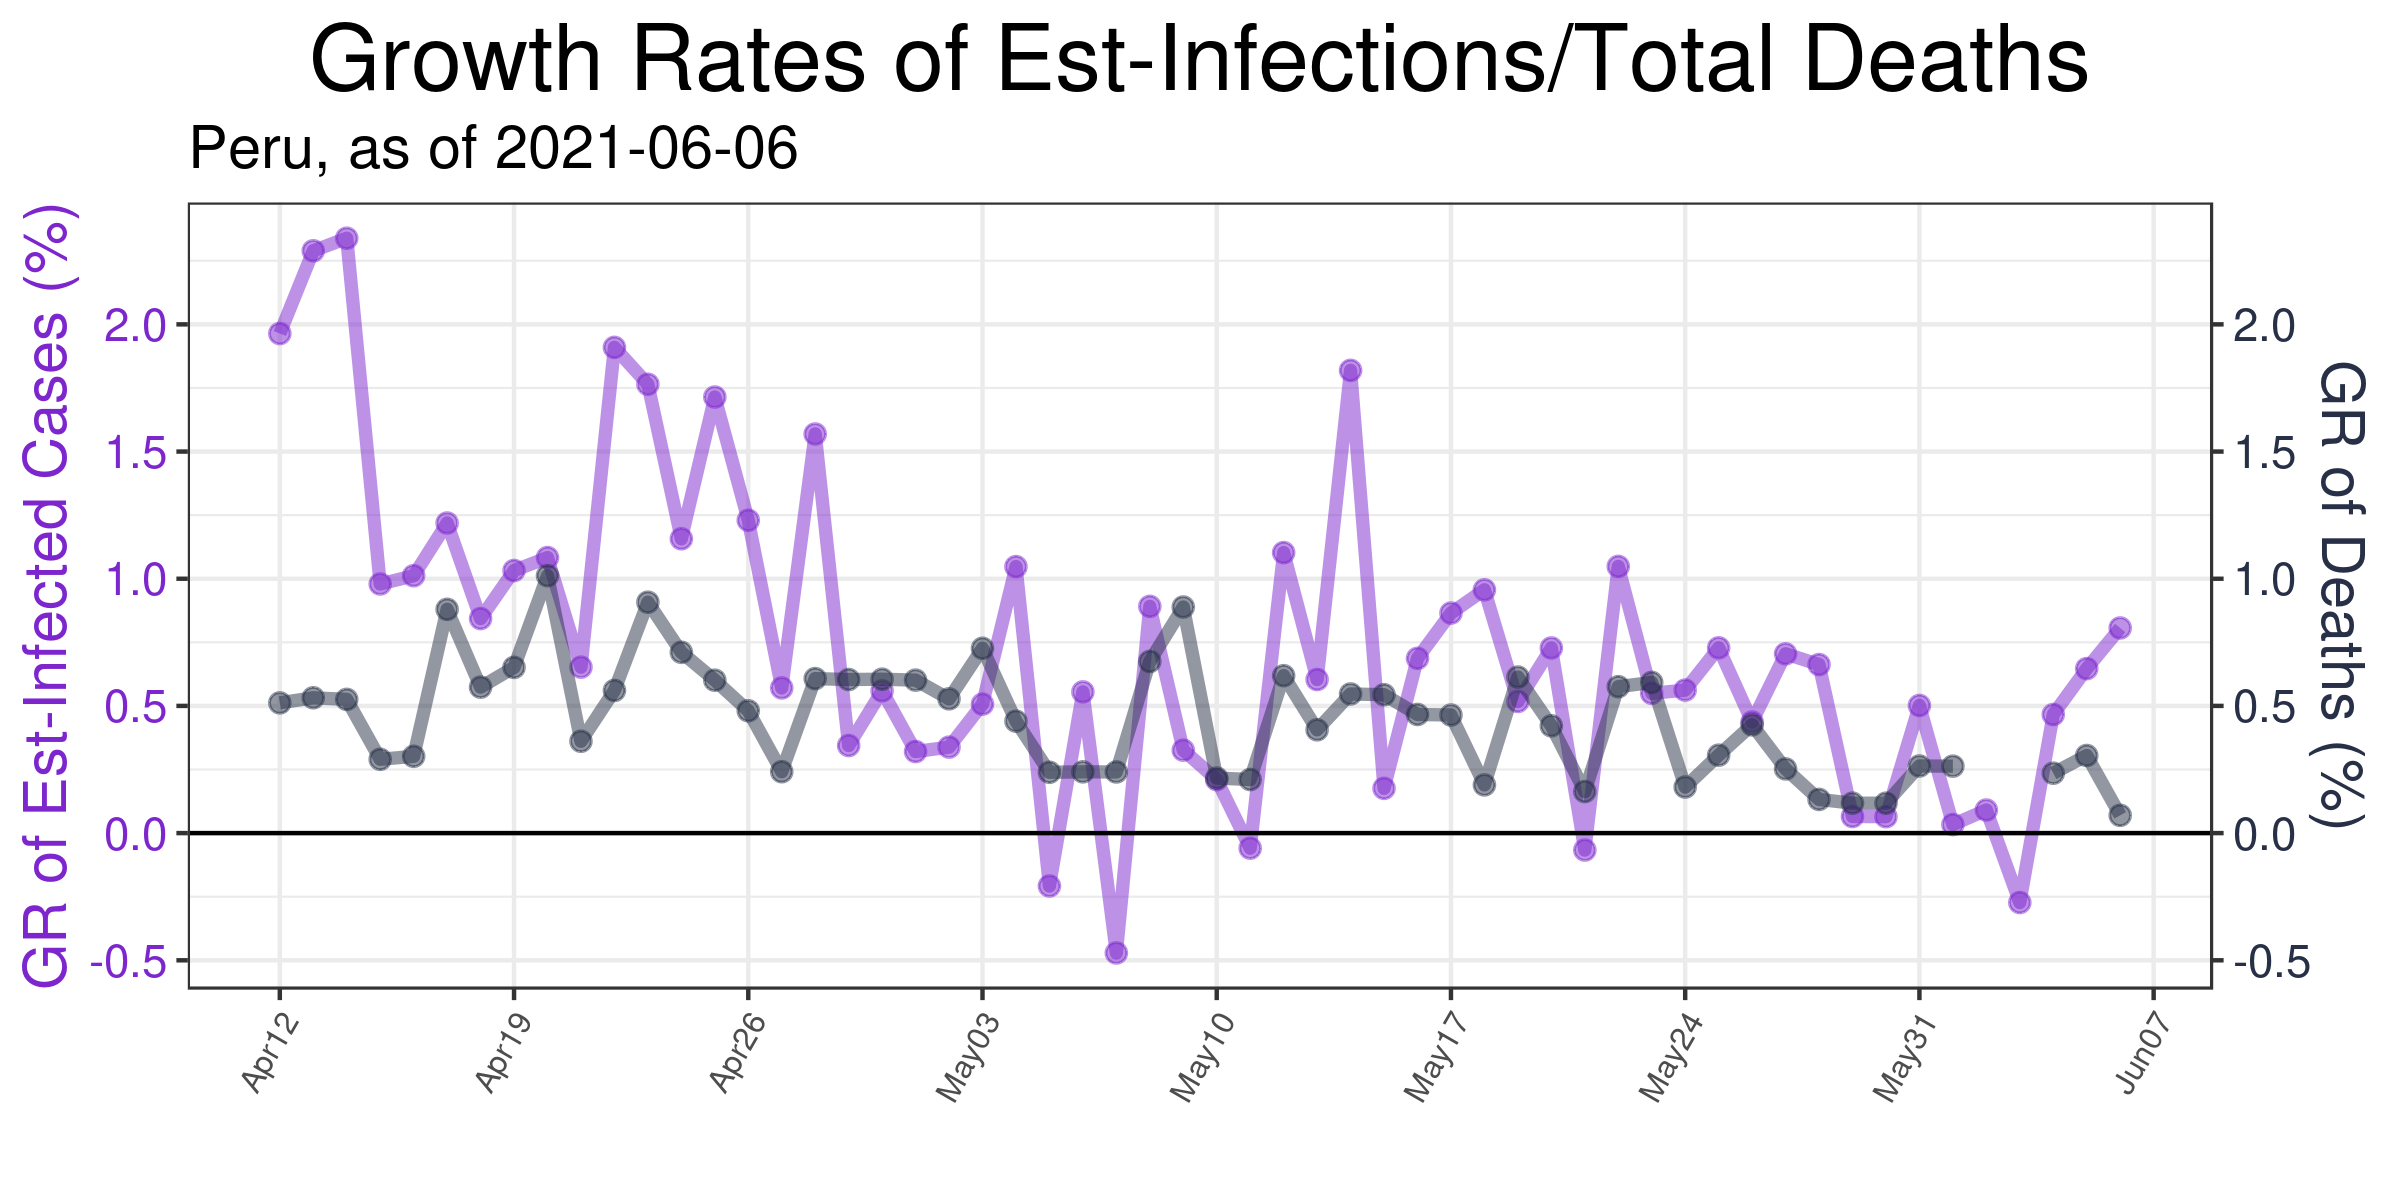 Growth Rates of Est-Infections/Total Deaths
Peru, as of 2021-06-06
GR of Est-Infected Cases (%)
2.0
1.5
1.0
0.5
0.0
-0.5
2.0
1.5
1.0
0.5
0.0
-0.5
GR of Deaths (%)
Apr12
Apr19
Apr26
May03
May10
May17
May24
May31
Jun07